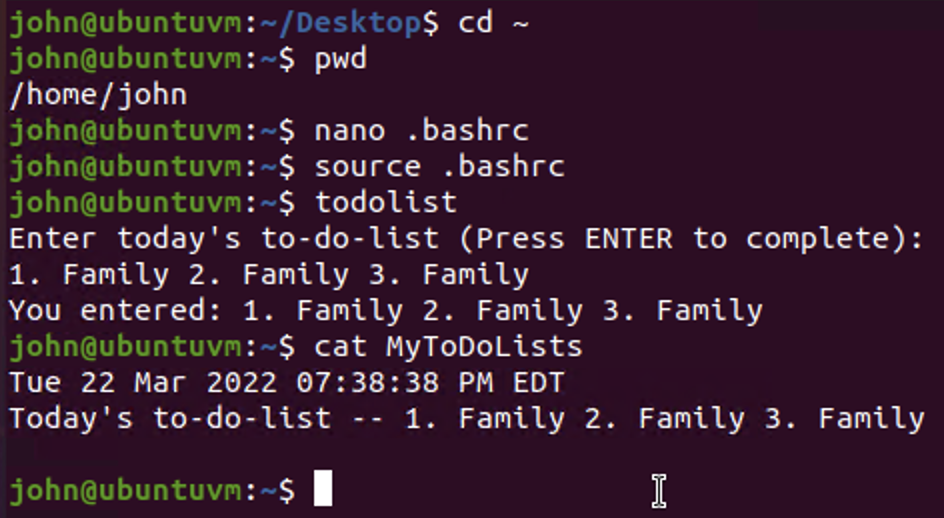 john@ubuntuvm:~/Desktop$ cd ~
john@ubuntuvm:~$ pwd
/home/john
john@ubuntuvm:~$ nano .bashrc
john@ubuntuvm:~$ source .bashrc
john@ubuntuvm:~$ todolist
Enter today's to-do-list (Press ENTER to complete):
1. Family 2. Family 3. Family
You entered: 1. Family 2. Family 3. Family
john@ubuntuvm:~$ cat MyToDoLists
Tue 22 Mar 2022 07:38:38 PM EDT
Today's to-do-list -- 1. Family 2. Family 3. Family
john@ubuntuvm:~$